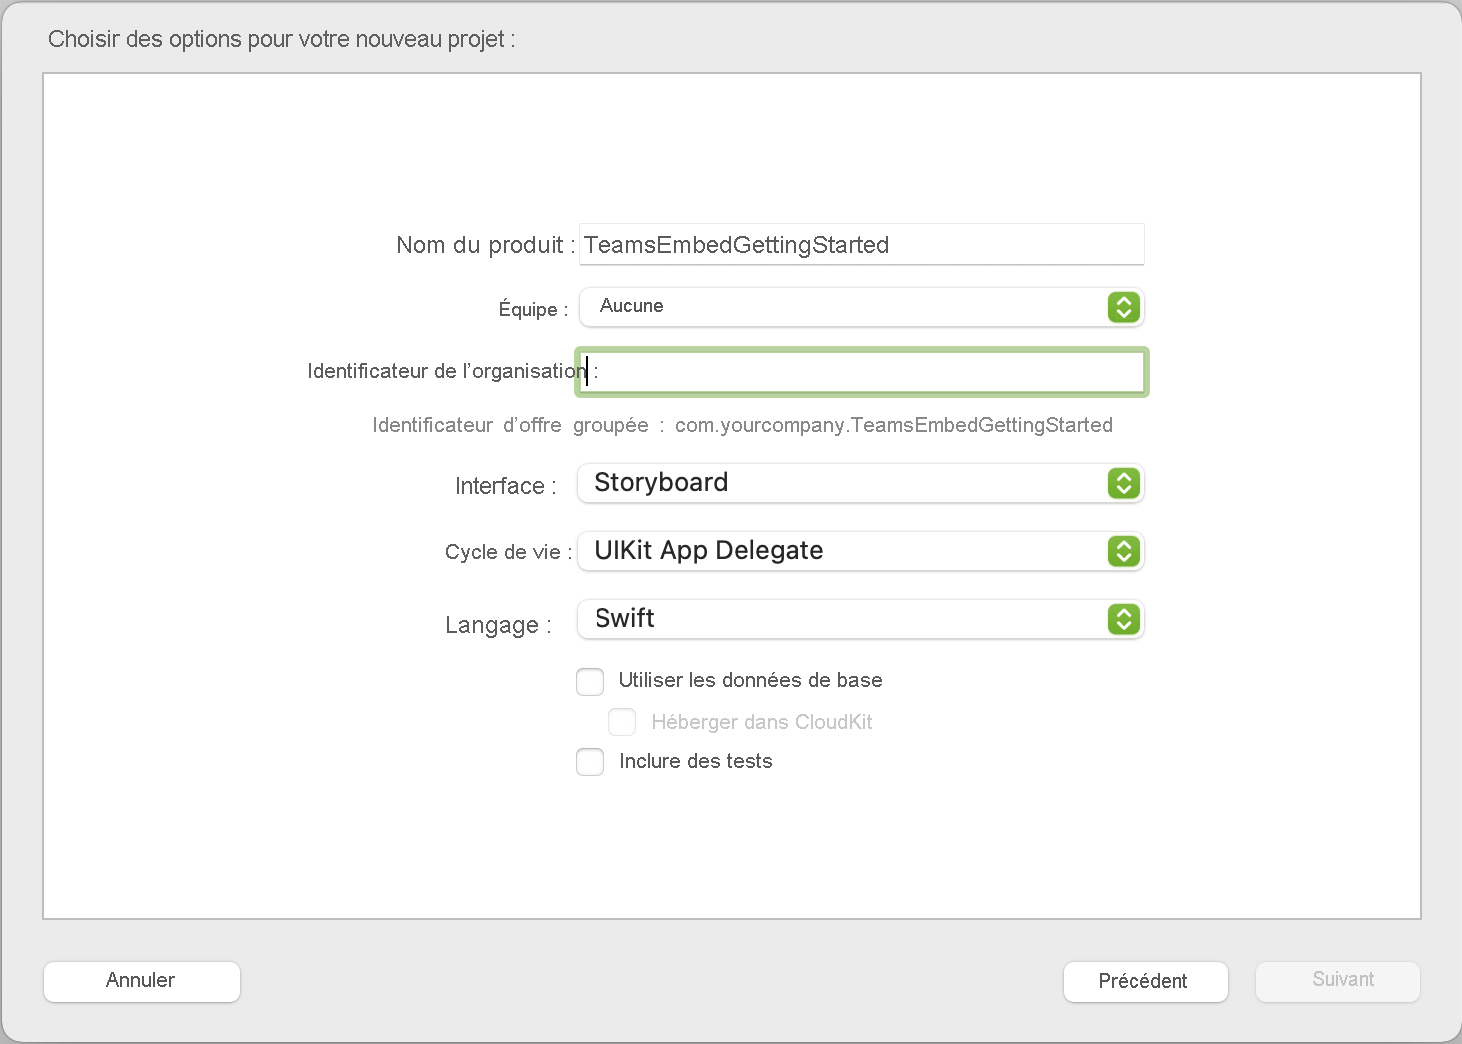 Choisir des options pour votre nouveau projet :
Nom du produit : TeamsEmbedGettingStarted
Équipe : Aucune
Identificateur de l’organisation :
Identificateur d’offre groupée : com.yourcompany.TeamsEmbedGettingStarted
Interface : Storyboard
Cycle de vie : UIKit App Delegate
Langage : Swift
Utiliser les données de base
Héberger dans CloudKit
Inclure des tests
Annuler Précédent Suivant